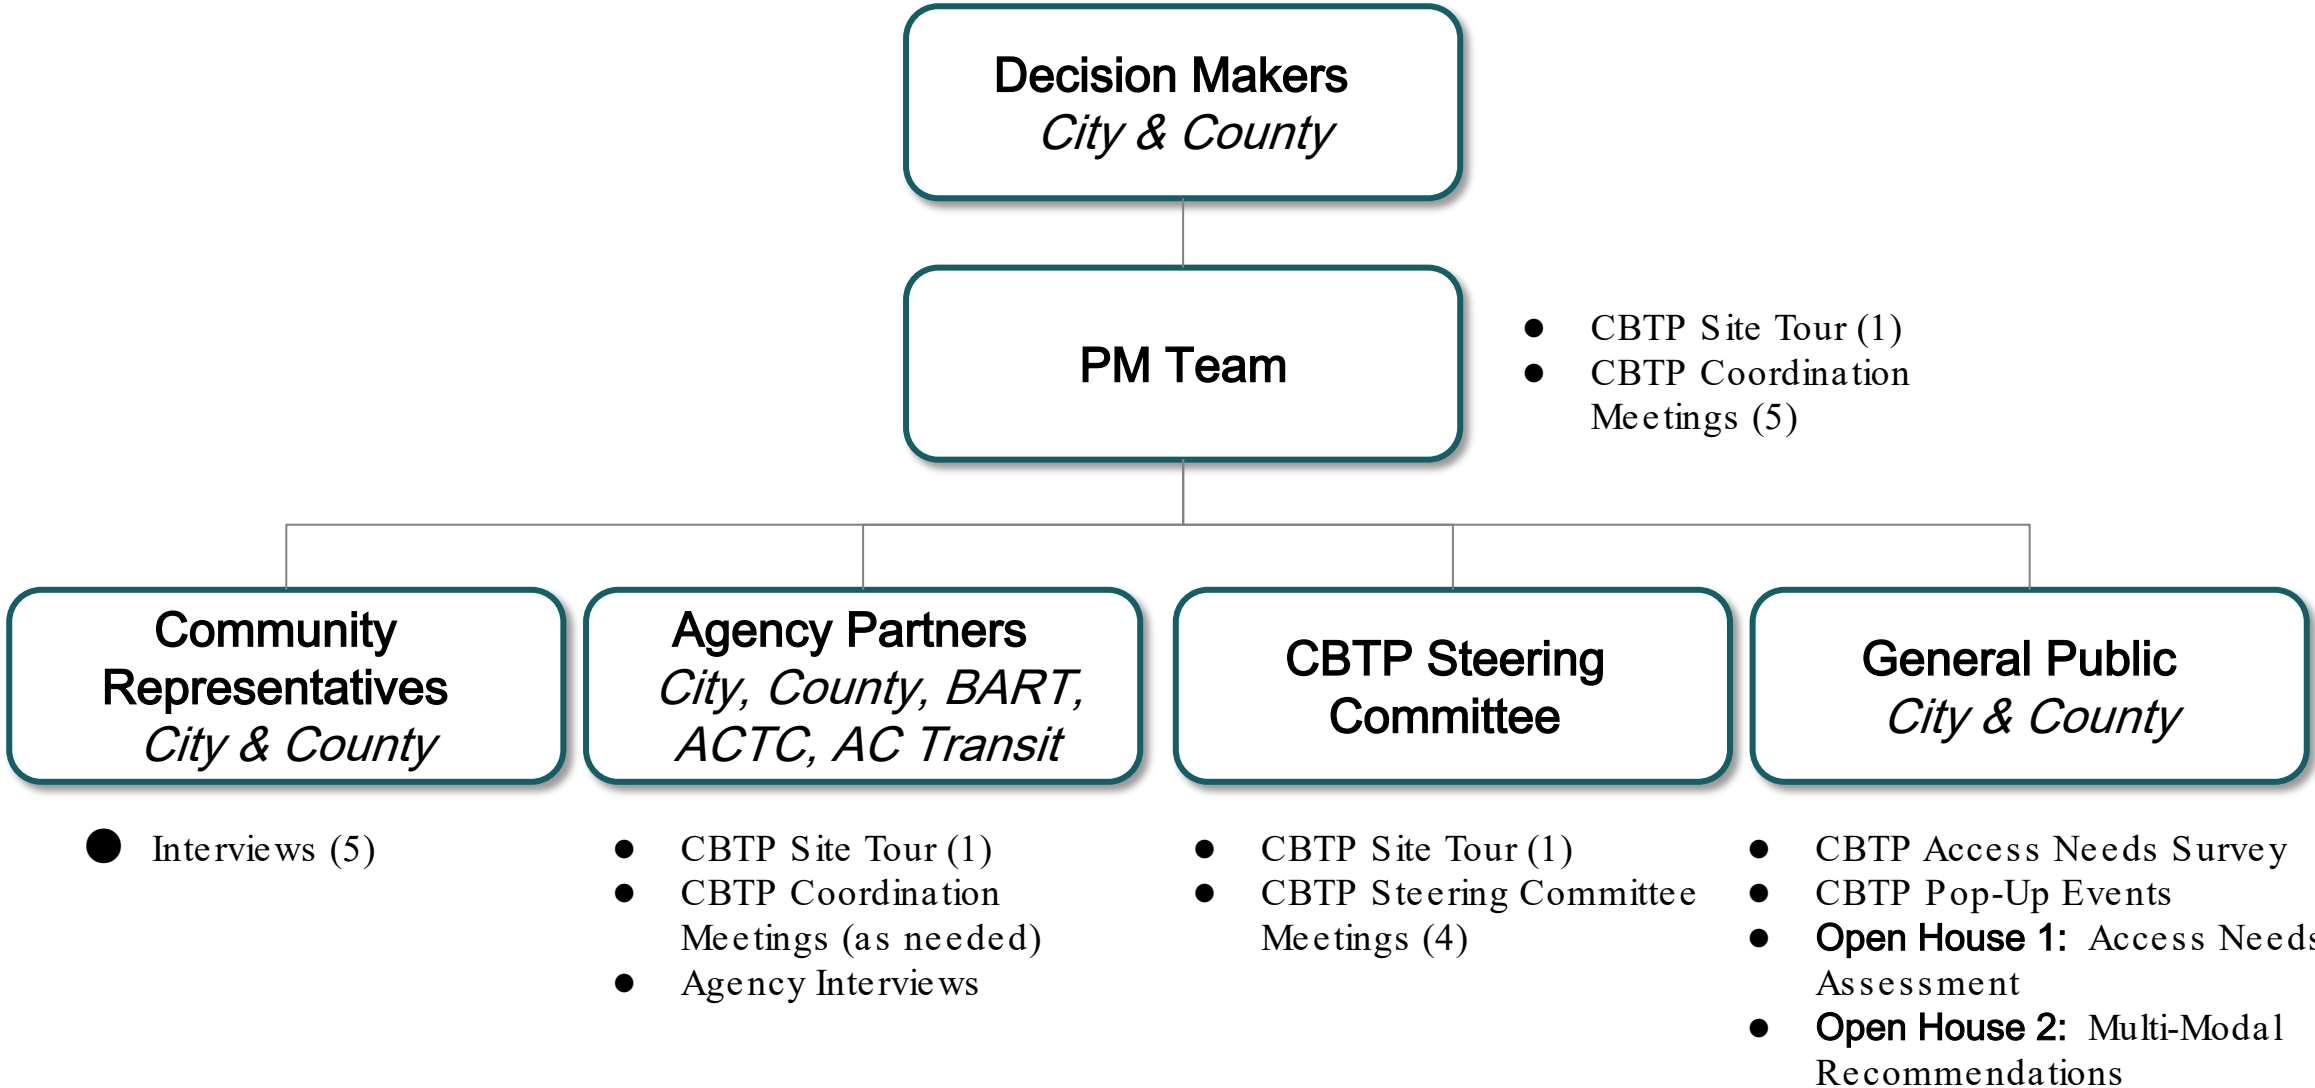 Decision Makers
City & County
PM Team
● CBTP Site Tour (1)
● CBTP Coordination
Meetings (5)
Community
Representatives
City & County
● Interviews (5)
Agency Partners
City, County, BART,
ACTC, AC Transit
● CBTP Site Tour (1)
● CBTP Coordination
Meetings (as needed)
● Agency Interviews
CBTP Steering
Committee
● CBTP Site Tour (1)
● CBTP Steering Committee
Meetings (4)
General Public
City & County
● CBTP Access Needs Survey
● CBTP Pop-Up Events
● Open House 1: Access Needs
Assessment
● Open House 2: Multi-Modal
Recommendations